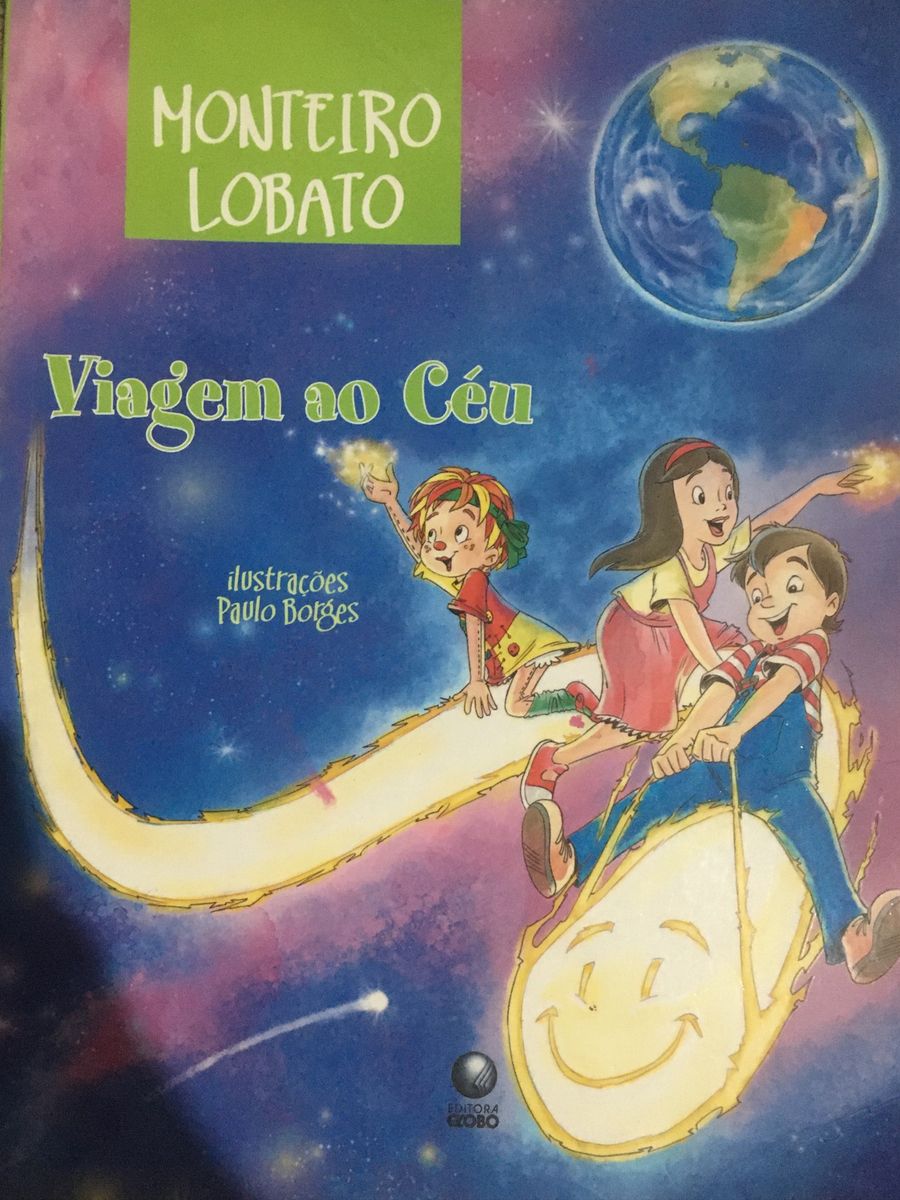 MONTEIRO
LOBATO
Viagem ao Céu
ilustrações
Paulo Borges
EDITORA
GLOBO